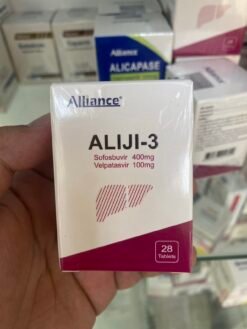 Alliance
ALICAPASE
Alliance®
ALIJI-3
Sofosbuvir 400mg
Velpatasvir 100mg
28
Tablets